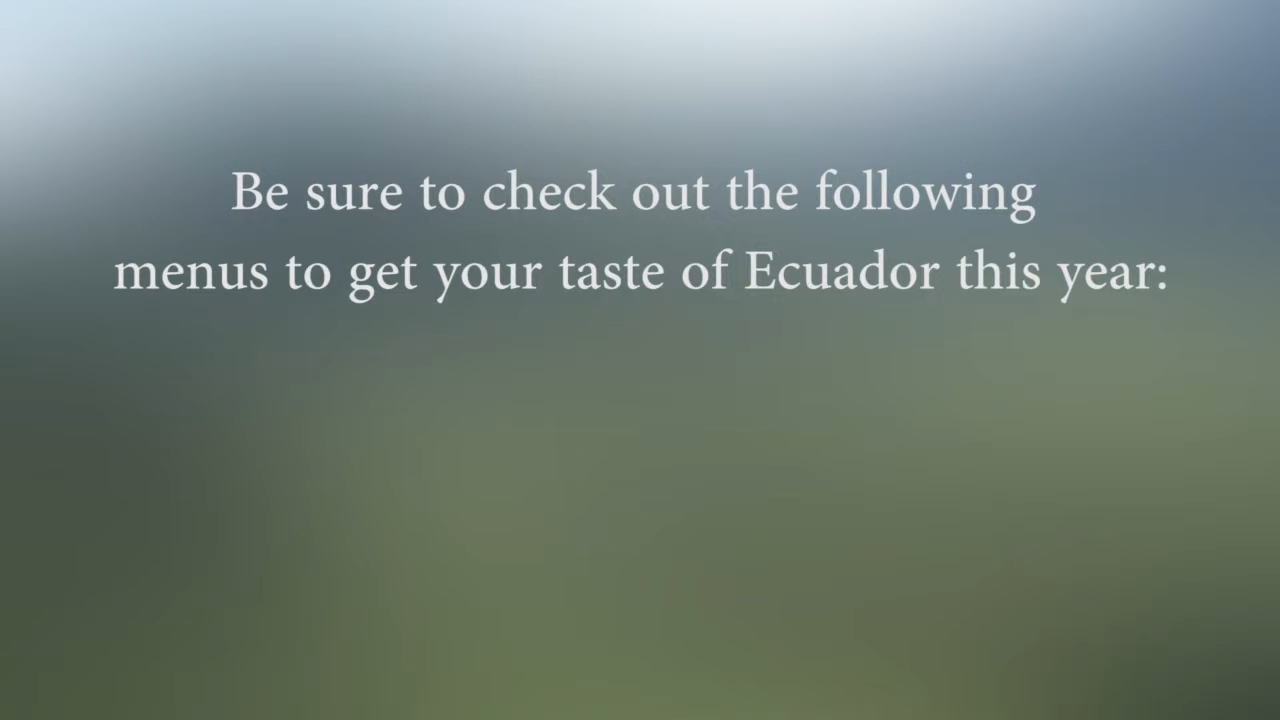 Be sure to check out the following
menus to get your taste of Ecuador this year: